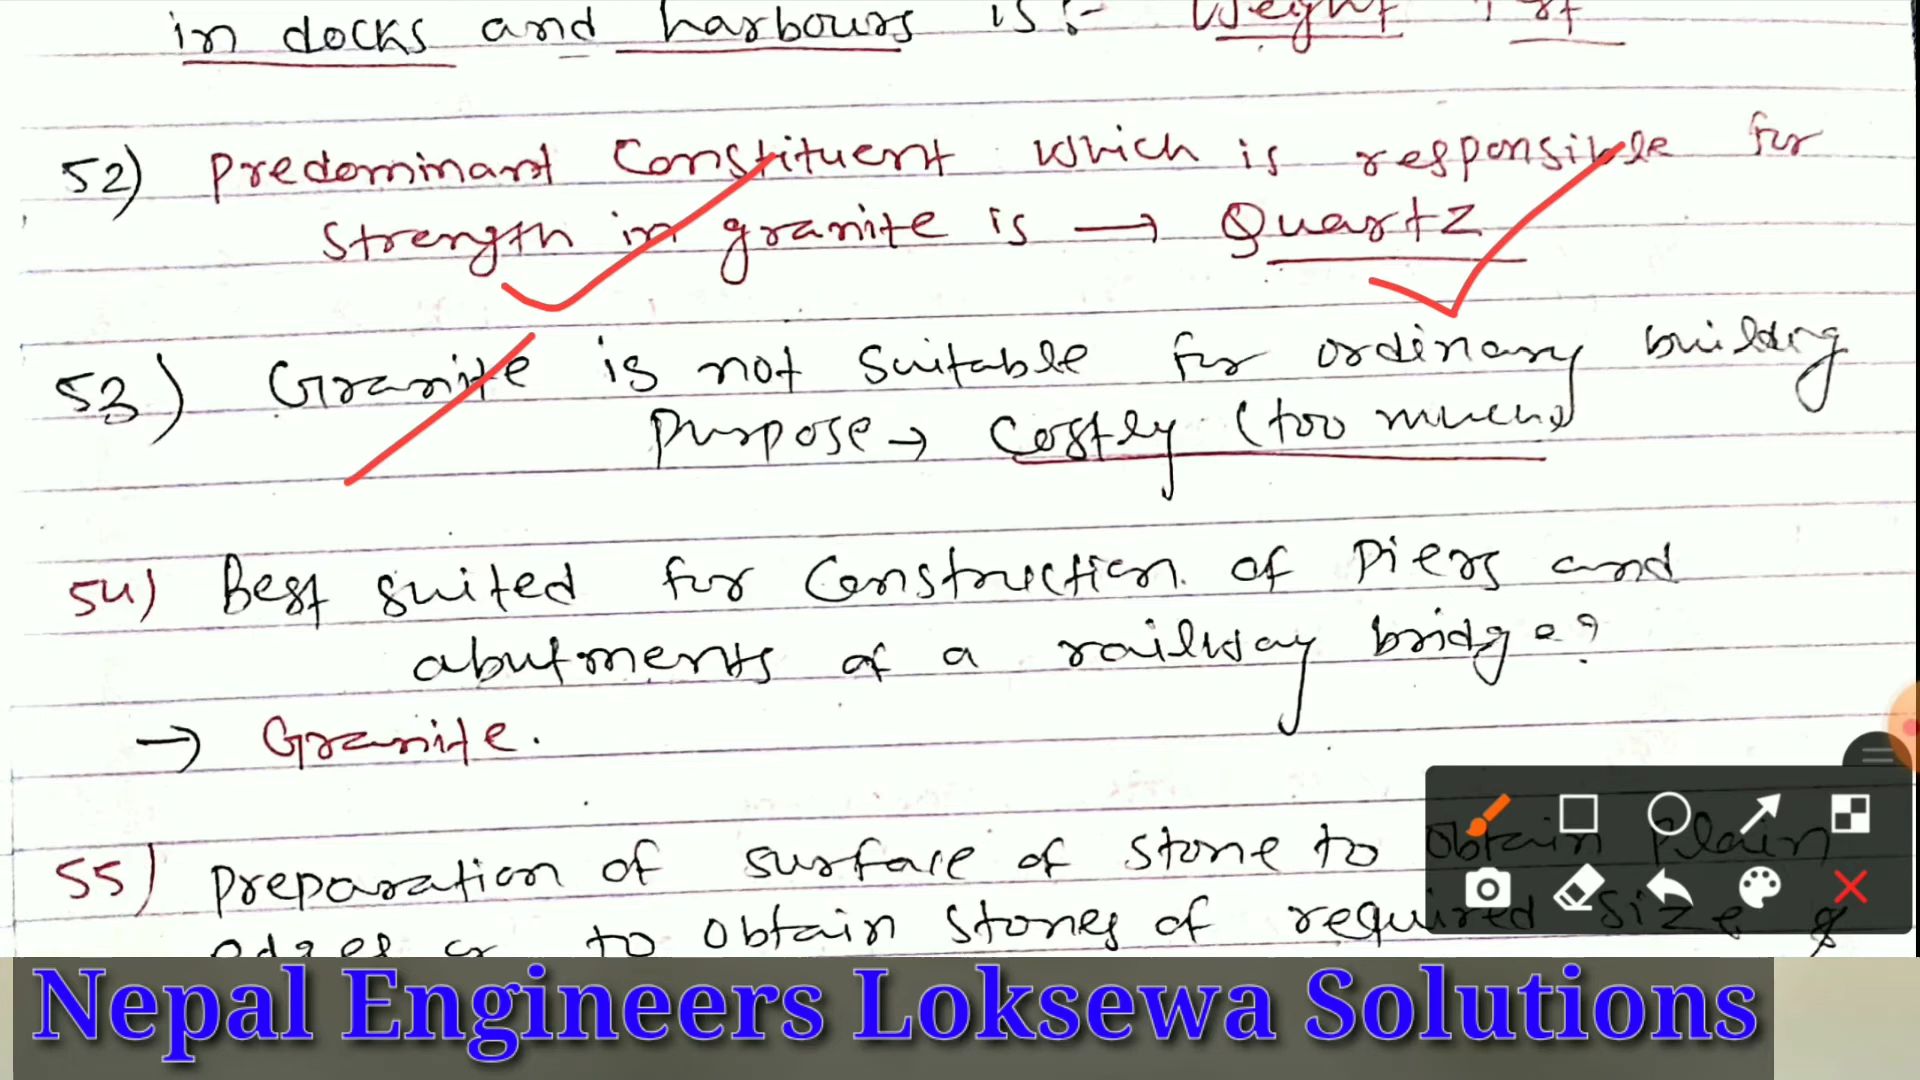 in docks and harbours is :- Weight
52) Predominant Constituent which is responsible for
Strength in granite is → Quartz
53) Granite is not suitable for ordinary building
Purpose → Costly (too much)
54) Best suited for Construction of Piers and
abutments of a railway bridge?
→ Granite.
55) Preparation of surface of stone to obtain plain
edges or to obtain stones of required size &
Nepal Engineers Loksewa Solutions